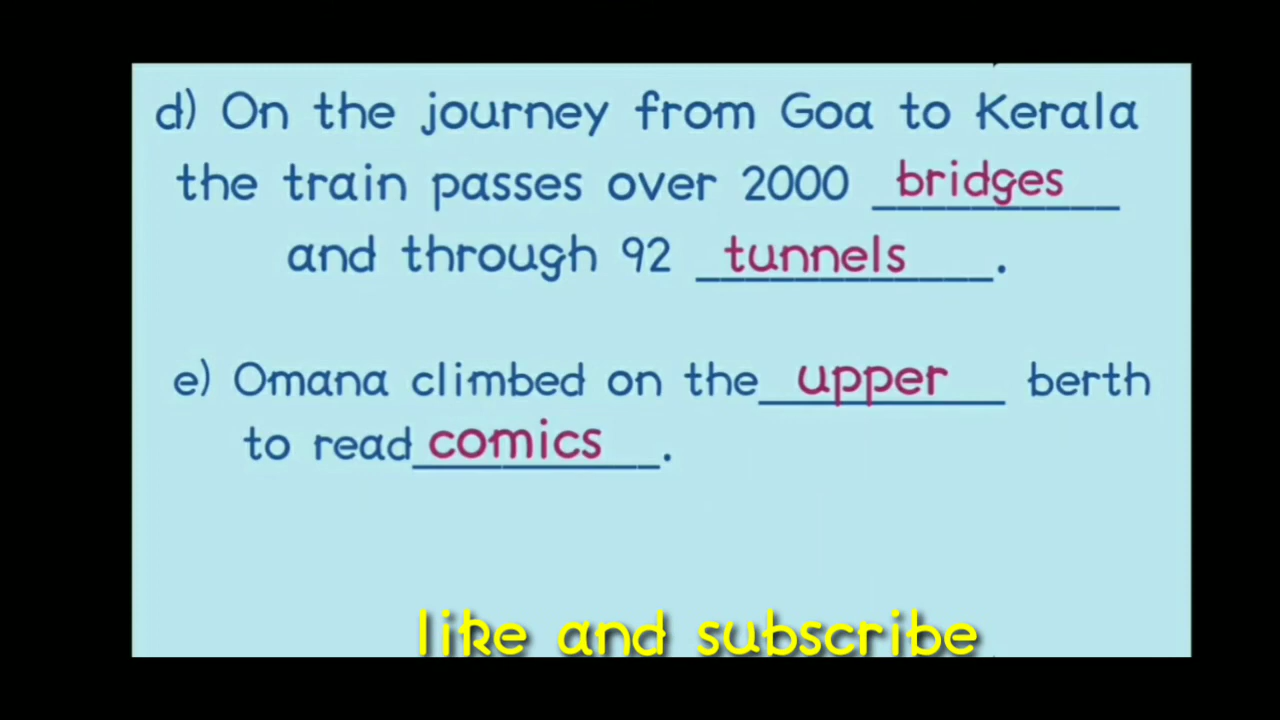 d) On the journey from Goa to Kerala
the train passes over 2000 bridges
and through 92 tunnels.
e) Omana climbed on the upper berth
to read comics.
like and subscribe